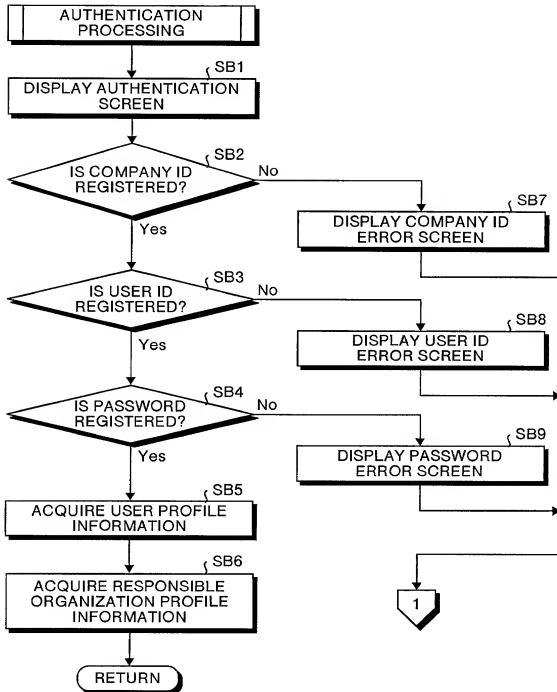 AUTHENTICATION
PROCESSING
SB1
DISPLAY AUTHENTICATION
SCREEN
SB2
IS COMPANY ID
REGISTERED?
No
Yes
SB7
DISPLAY COMPANY ID
ERROR SCREEN
SB3
IS USER ID
REGISTERED?
No
Yes
SB8
DISPLAY USER ID
ERROR SCREEN
SB4
IS PASSWORD
REGISTERED?
No
Yes
SB9
DISPLAY PASSWORD
ERROR SCREEN
SB5
ACQUIRE USER PROFILE
INFORMATION
SB6
ACQUIRE RESPONSIBLE
ORGANIZATION PROFILE
INFORMATION
1
RETURN